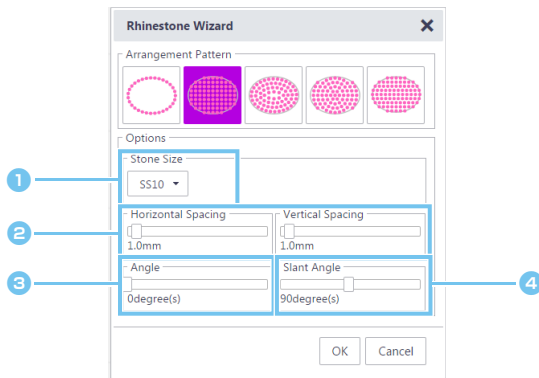 Rhinestone Wizard
Arrangement Pattern
Options
1
Stone Size
SS10
2
Horizontal Spacing
Vertical Spacing
1.0mm
1.0mm
3
Angle
Slant Angle
4
0degree(s)
90degree(s)
OK
Cancel